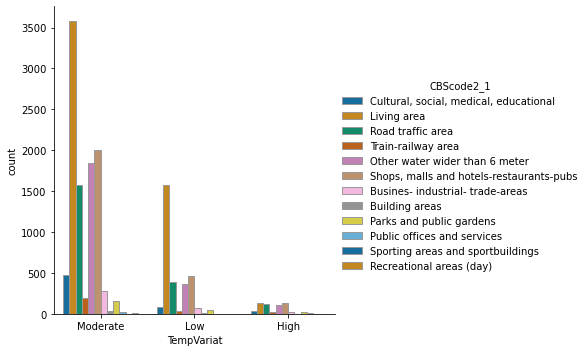 3500
3000
2500
2000
1500
1000
500
0
count
Moderate
Low
High
TempVariat
CBScode2_1
Cultural, social, medical, educational
Living area
Road traffic area
Train-railway area
Other water wider than 6 meter
Shops, malls and hotels-restaurants-pubs
Busines- industrial- trade-areas
Building areas
Parks and public gardens
Public offices and services
Sporting areas and sportbuildings
Recreational areas (day)